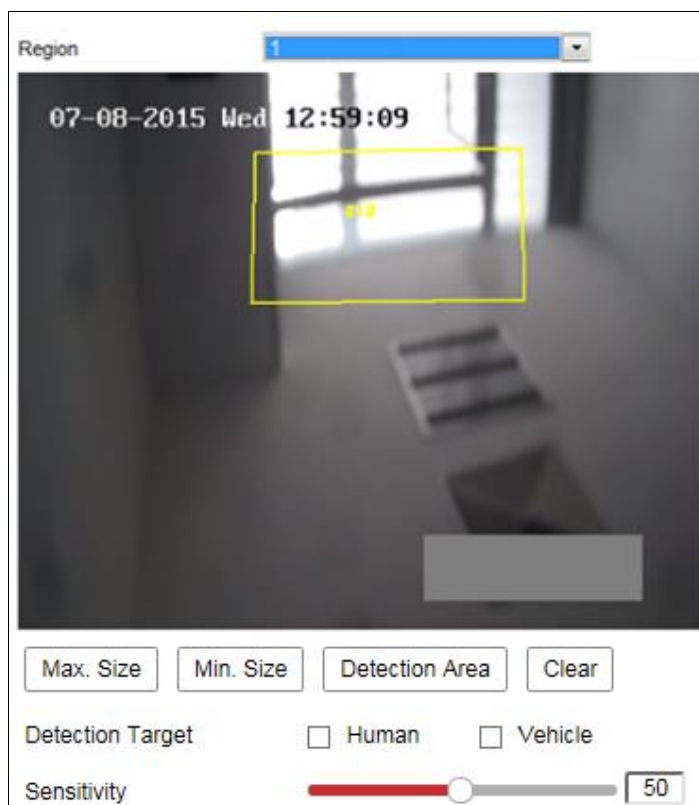 Region 1
07-08-2015 Wed 12:59:09
#1#
Max. Size Min. Size Detection Area Clear
Detection Target Human Vehicle
Sensitivity 50